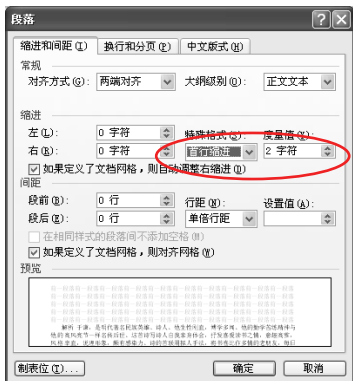 段落
缩进和间距(I) 换行和分页(P) 中文版式(H)
常规
对齐方式(G): 两端对齐 大纲级别(O): 正文文本
缩进
左(L): 0 字符 特殊格式(S): 度量值(Y):
右(R): 0 字符 首行缩进 2 字符
如果定义了文档网格，则自动调整右缩进(D)
间距
段前(B): 0 行 行距(N): 设置值(A):
段后(E): 0 行 单倍行距
在相同样式的段落间不添加空格(M)
如果定义了文档网格，则对齐网格(W)
预览
制表位(T)... 确定 取消